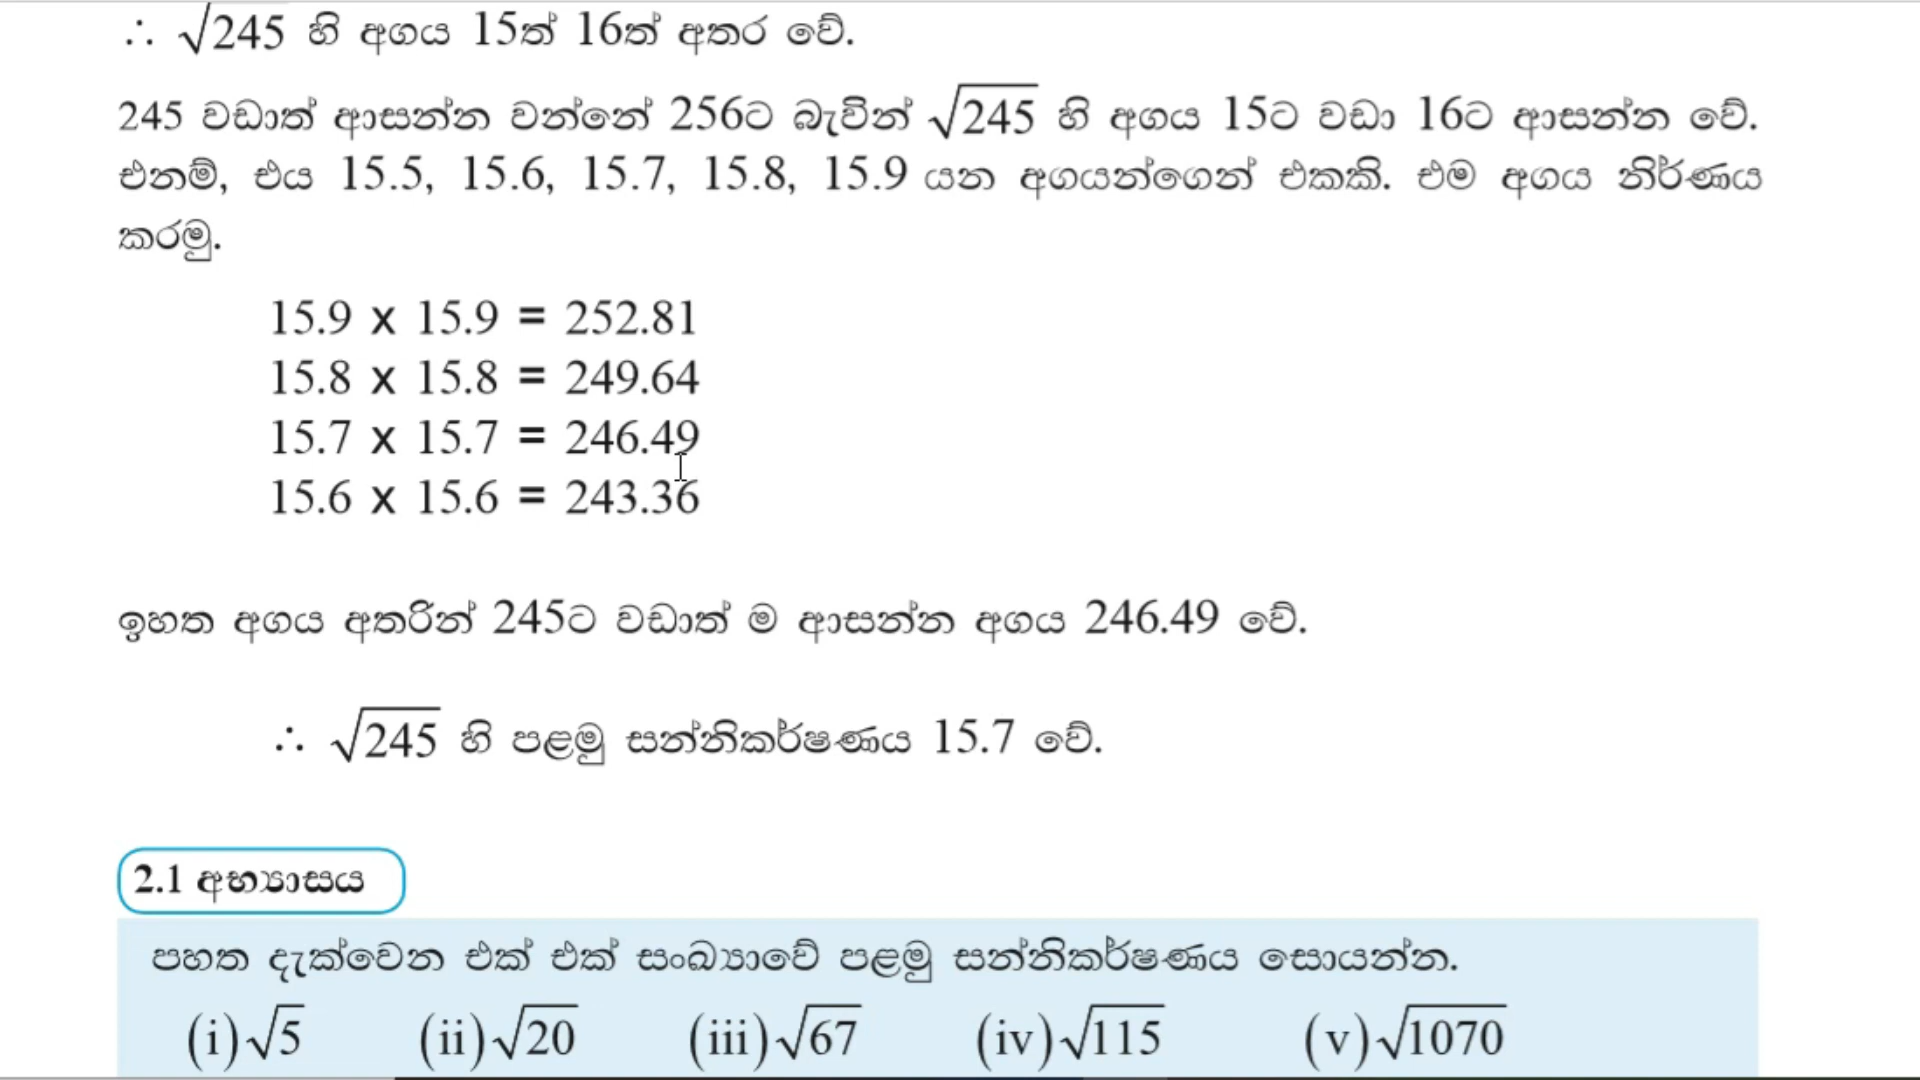 ∴ √245 හි අගය 15ත් 16ත් අතර වේ.
245 වඩාත් ආසන්න වන්නේ 256ට බැවින් √245 හි අගය 15ට වඩා 16ට ආසන්න වේ.
එනම්, එය 15.5, 15.6, 15.7, 15.8, 15.9 යන අගයන්ගෙන් එකකි. එම අගය නිර්ණය
කරමු.
15.9 x 15.9 = 252.81
15.8 x 15.8 = 249.64
15.7 x 15.7 = 246.49
15.6 x 15.6 = 243.36
ඉහත අගය අතරින් 245ට වඩාත් ම ආසන්න අගය 246.49 වේ.
∴ √245 හි පළමු සන්නිකර්ෂණය 15.7 වේ.
2.1 අභ්‍යාසය
පහත දැක්වෙන එක් එක් සංඛ්‍යාවේ පළමු සන්නිකර්ෂණය සොයන්න.
(i) √5 (ii) √20 (iii) √67 (iv) √115 (v) √1070